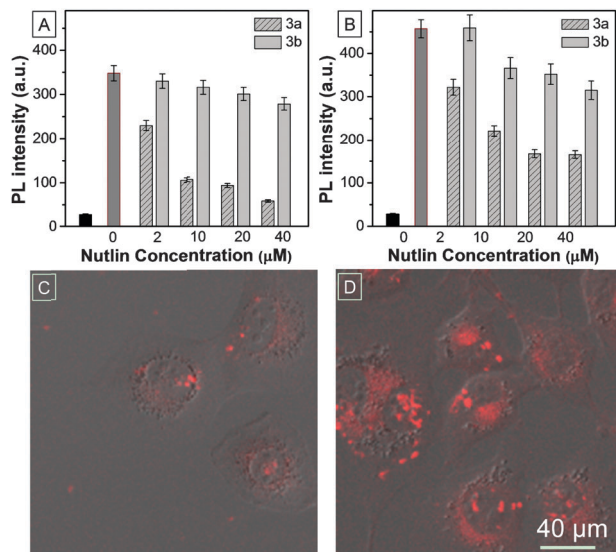 A
3a
3b
PL intensity (a.u.)
400
300
200
100
0
0 2 10 20 40
Nutlin Concentration (μM)
B
3a
3b
PL intensity (a.u.)
400
300
200
100
0
0 2 10 20 40
Nutlin Concentration (μM)
C
D
40 μm